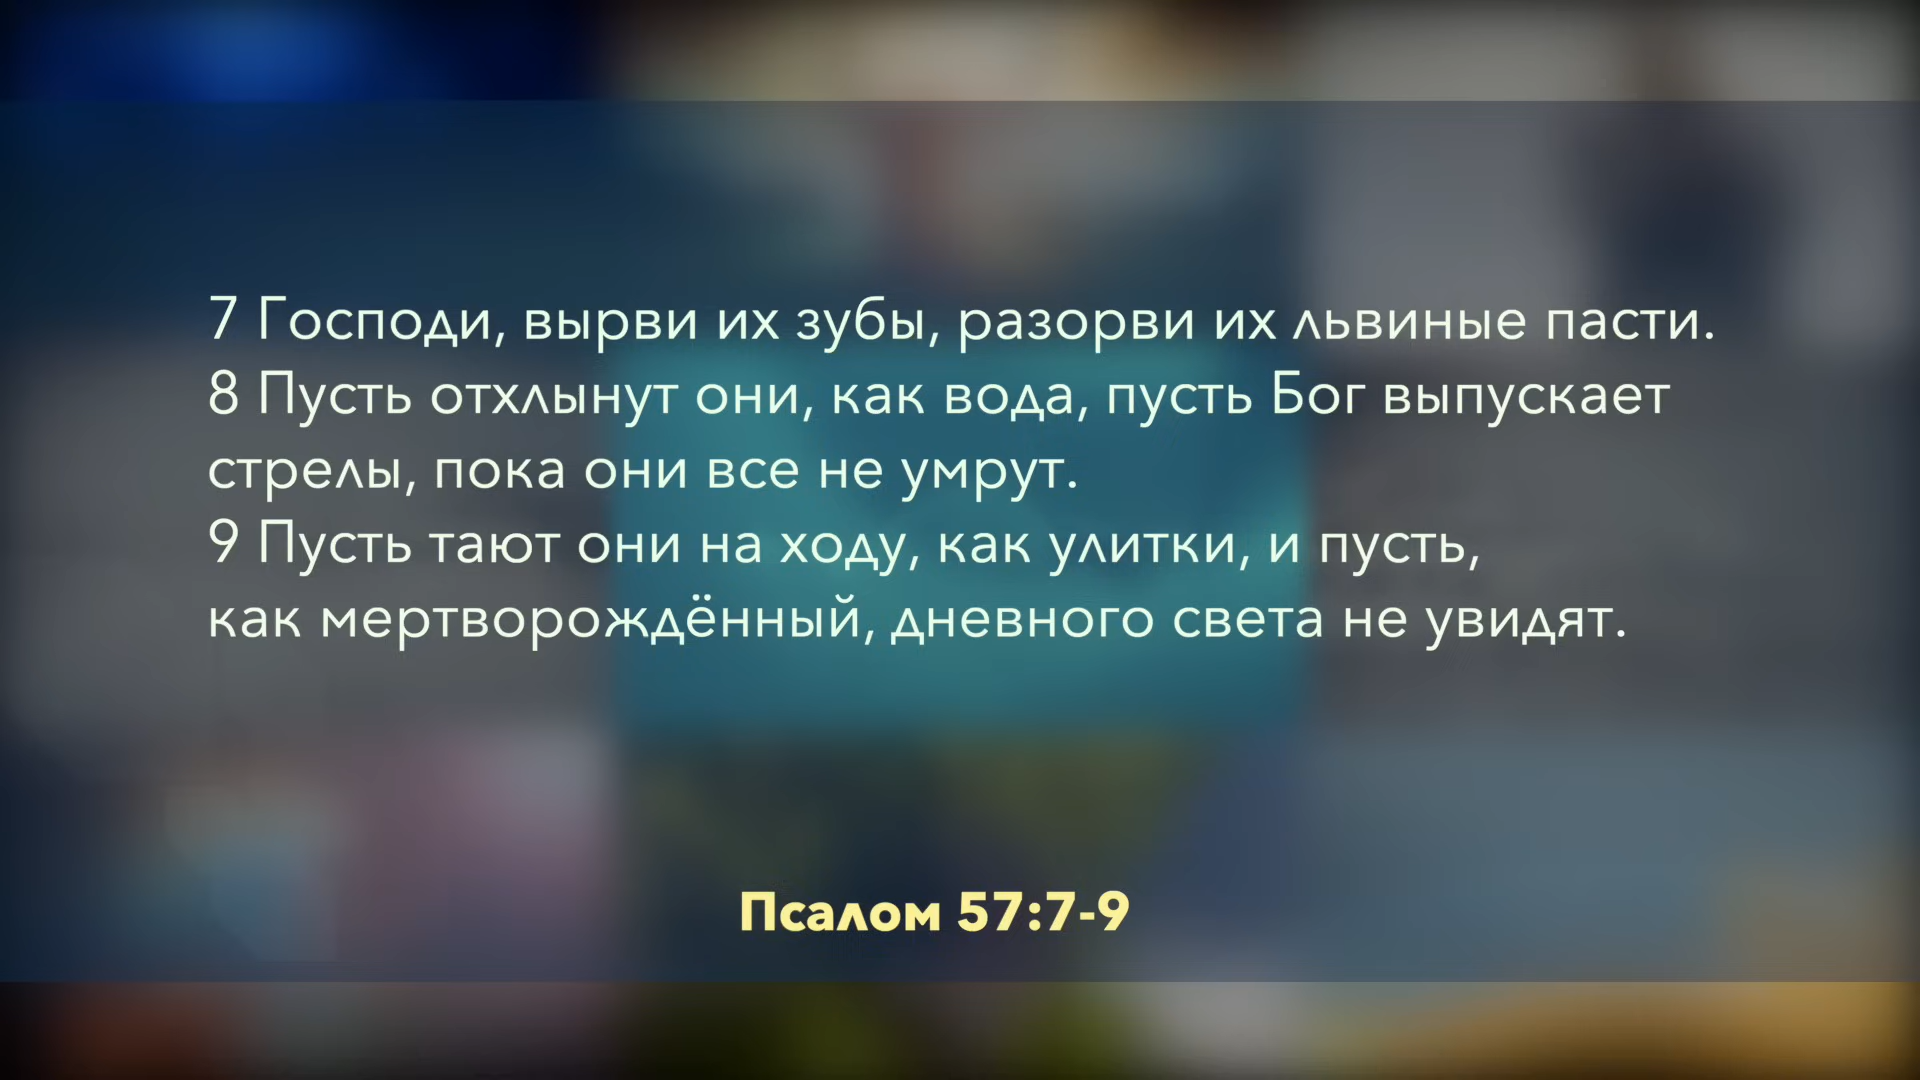 7 Господи, вырви их зубы, разорви их львиные пасти.
8 Пусть отхлынут они, как вода, пусть Бог выпускает
стрелы, пока они все не умрут.
9 Пусть тают они на ходу, как улитки, и пусть,
как мертворождённый, дневного света не увидят.
Псалом 57:7-9